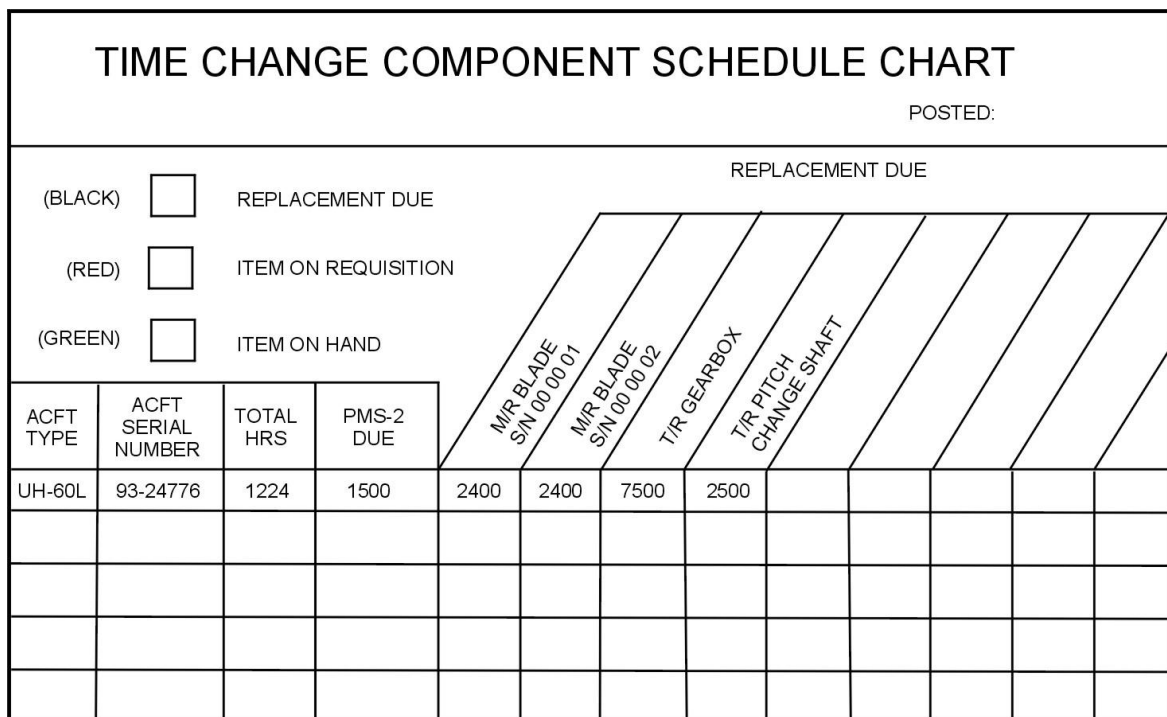 TIME CHANGE COMPONENT SCHEDULE CHART
POSTED:
(BLACK) REPLACEMENT DUE
(RED) ITEM ON REQUISITION
(GREEN) ITEM ON HAND
REPLACEMENT DUE
ACFT
TYPE
ACFT
SERIAL
NUMBER
TOTAL
HRS
PMS-2
DUE
M/R BLADE
S/N 00 00 01
M/R BLADE
S/N 00 00 02
T/R GEARBOX
T/R PITCH
CHANGE SHAFT
UH-60L 93-24776 1224 1500 2400 2400 7500 2500